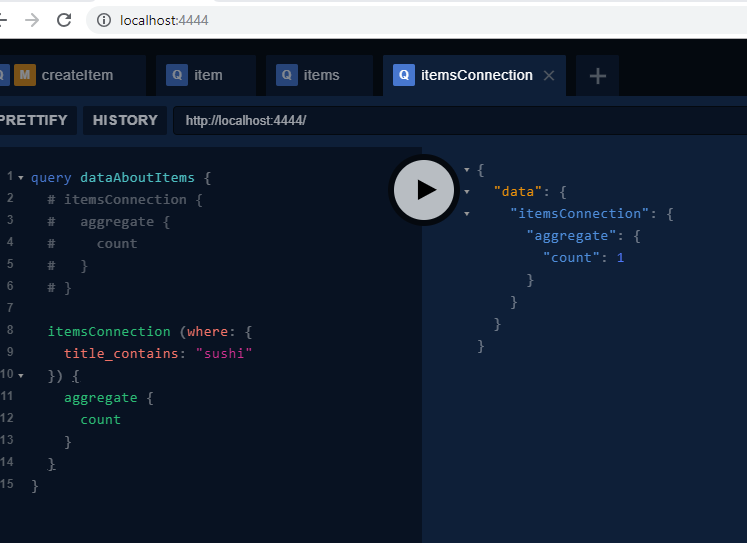 localhost:4444
Q M createItem Q item Q items Q itemsConnection × +
PRETTIFY HISTORY http://localhost:4444/
1 query dataAboutItems {
2 # itemsConnection {
3 #   aggregate {
4 #     count
5 #   }
6 # }
7
8 itemsConnection (where: {
9 title_contains: "sushi"
10 }) {
11 aggregate {
12 count
13 }
14 }
15 }
{
"data": {
"itemsConnection": {
"aggregate": {
"count": 1
}
}
}
}